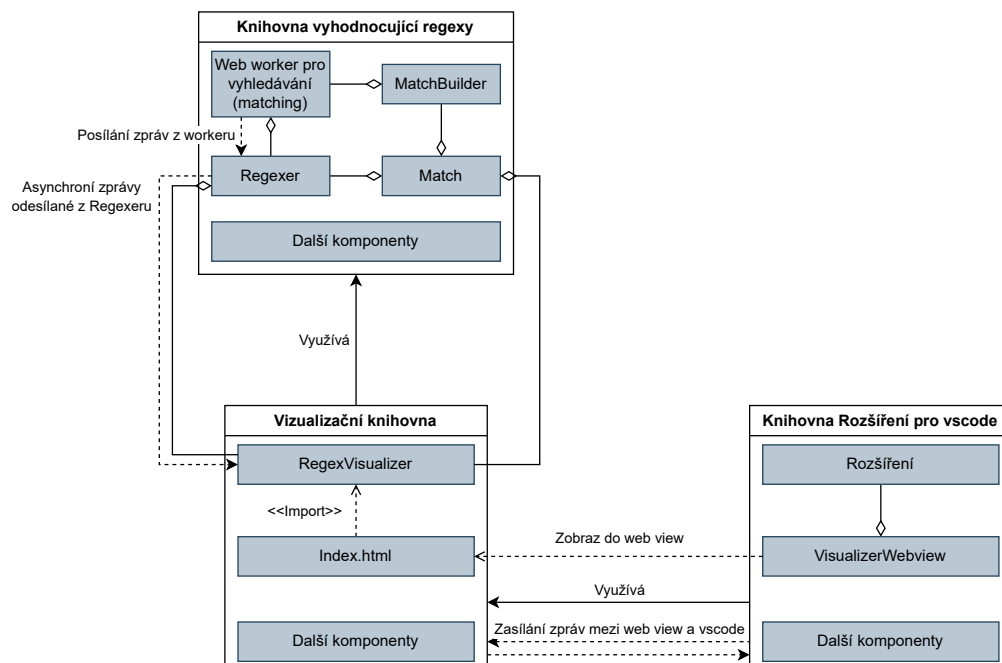 Knihovna vyhodnocující regexy
Web worker pro
vyhledávání
(matching)
MatchBuilder
Posílání zpráv z workeru
Regexer
Match
Asynchroní zprávy
odesílané z Regexeru
Další komponenty
Využívá
Vizualizační knihovna
Knihovna Rozšíření pro vscode
RegexVisualizer
Rozšíření
<<Import>>
Zobraz do web view
Index.html
VisualizerWebview
Využívá
Zasílání zpráv mezi web view a vscode
Další komponenty
Další komponenty